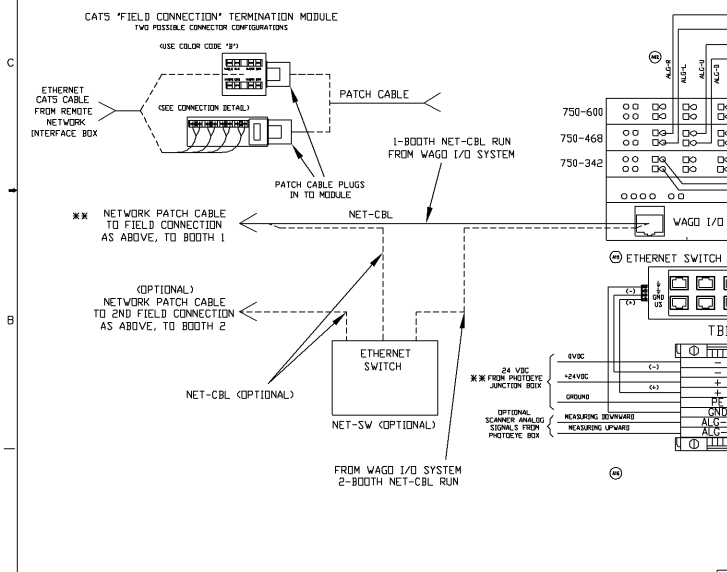 CAT5 "FIELD CONNECTION" TERMINATION MODULE
TWO POSSIBLE CONNECTOR CONFIGURATIONS
(USE COLOR CODE "B")
C
ETHERNET
CAT5 CABLE
FROM REMOTE
NETWORK
INTERFACE BOX
(SEE CONNECTION DETAIL)
PATCH CABLE
PATCH CABLE PLUGS
IN TO MODULE
1-BOOTH NET-CBL RUN
FROM WAGO I/O SYSTEM
ALG-R
ALG-L
ALG-U
ALG-D
750-600
750-468
750-342
WAGO I/O
** NETWORK PATCH CABLE
TO FIELD CONNECTION
AS ABOVE, TO BOOTH 1
NET-CBL
A15 ETHERNET SWITCH
(-)
(+)
GND
US
B
(OPTIONAL)
NETWORK PATCH CABLE
TO 2ND FIELD CONNECTION
AS ABOVE, TO BOOTH 2
ETHERNET
SWITCH
NET-CBL (OPTIONAL)
NET-SW (OPTIONAL)
TB1
24 VDC
** FROM PHOTOEYE
JUNCTION BOIX
0VDC
+24VDC
GROUND
(-)
(+)
-
-
+
+
PE
GND
ALG-
ALG-
OPTIONAL
SCANNER ANALOG
SIGNALS FROM
PHOTOEYE BOX
MEASURING DOWNWARD
MEASURING UPWARD
FROM WAGO I/O SYSTEM
2-BOOTH NET-CBL RUN
A16